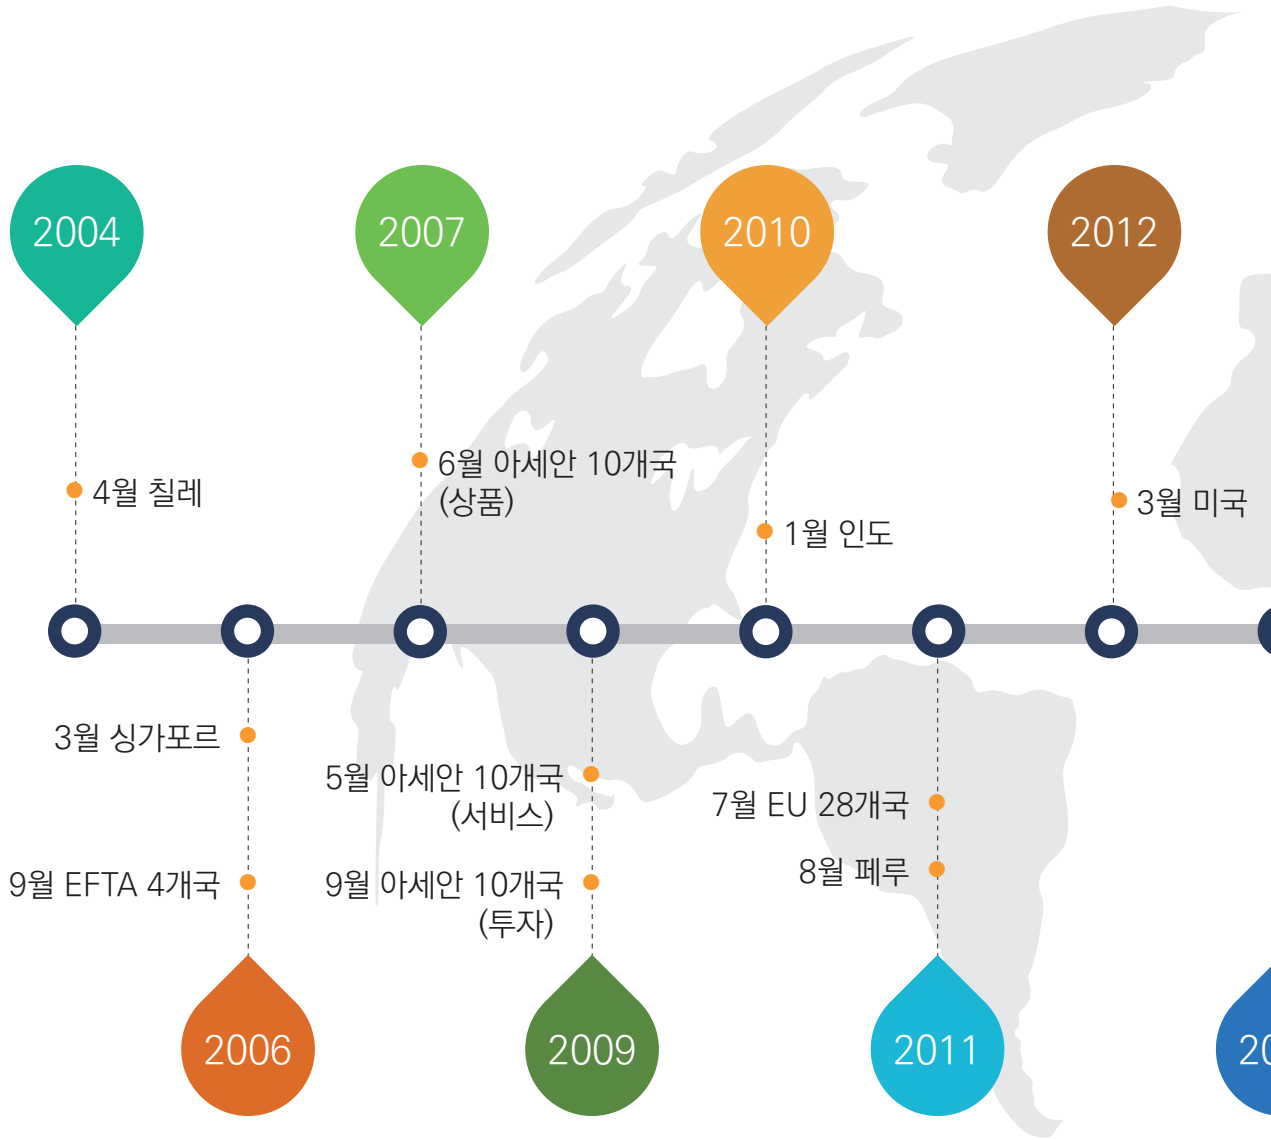 2004
4월 칠레
3월 싱가포르
9월 EFTA 4개국
2006
2007
6월 아세안 10개국
(상품)
5월 아세안 10개국
(서비스)
9월 아세안 10개국
(투자)
2009
2010
1월 인도
7월 EU 28개국
8월 페루
2011
2012
3월 미국